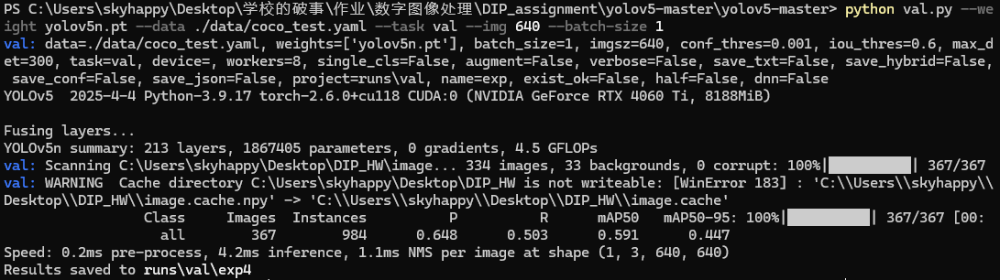 PS C:\Users\skyhappy\Desktop\学校的破事\作业\数字图像处理\DIP_assignment\yolov5-master\yolov5-master> python val.py --we
ight yolov5n.pt --data ./data/coco_test.yaml --task val --img 640 --batch-size 1
val: data=./data/coco_test.yaml, weights=['yolov5n.pt'], batch_size=1, imgsz=640, conf_thres=0.001, iou_thres=0.6, max_d
et=300, task=val, device=, workers=8, single_cls=False, augment=False, verbose=False, save_txt=False, save_hybrid=False,
 save_conf=False, save_json=False, project=runs\val, name=exp, exist_ok=False, half=False, dnn=False
YOLOv5  2025-4-4 Python-3.9.17 torch-2.6.0+cu118 CUDA:0 (NVIDIA GeForce RTX 4060 Ti, 8188MiB)
Fusing layers...
YOLOv5n summary: 213 layers, 1867405 parameters, 0 gradients, 4.5 GFLOPs
val: Scanning C:\Users\skyhappy\Desktop\DIP_HW\image... 334 images, 33 backgrounds, 0 corrupt: 100%|██████████| 367/367
val: WARNING  Cache directory C:\Users\skyhappy\Desktop\DIP_HW is not writeable: [WinError 183] : 'C:\\Users\\skyhappy\\
Desktop\\DIP_HW\\image.cache.npy' -> 'C:\\Users\\skyhappy\\Desktop\\DIP_HW\\image.cache'
                 Class     Images  Instances          P          R      mAP50   mAP50-95: 100%|██████████| 367/367 [00:
                   all        367        984      0.648      0.503      0.591      0.447
Speed: 0.2ms pre-process, 4.2ms inference, 1.1ms NMS per image at shape (1, 3, 640, 640)
Results saved to runs\val\exp4